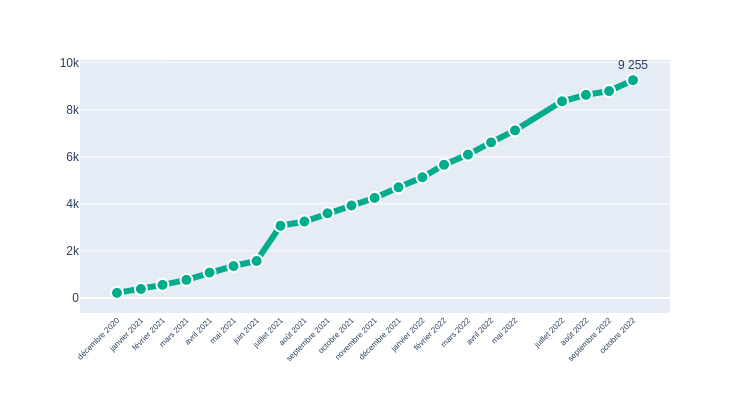 10k
8k
6k
4k
2k
0
9 255
décembre 2020
janvier 2021
février 2021
mars 2021
avril 2021
mai 2021
juin 2021
juillet 2021
août 2021
septembre 2021
octobre 2021
novembre 2021
décembre 2021
janvier 2022
février 2022
mars 2022
avril 2022
mai 2022
juillet 2022
août 2022
septembre 2022
octobre 2022